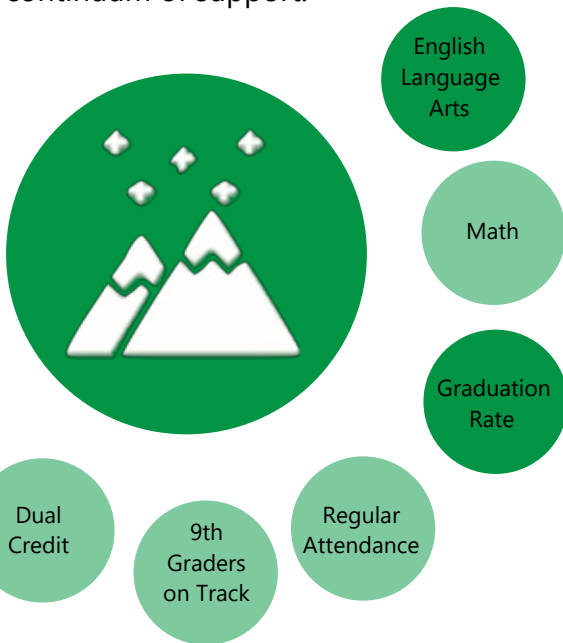 continuum of support.
English
Language
Arts
Math
Graduation
Rate
Regular
Attendance
9th
Graders
on Track
Dual
Credit